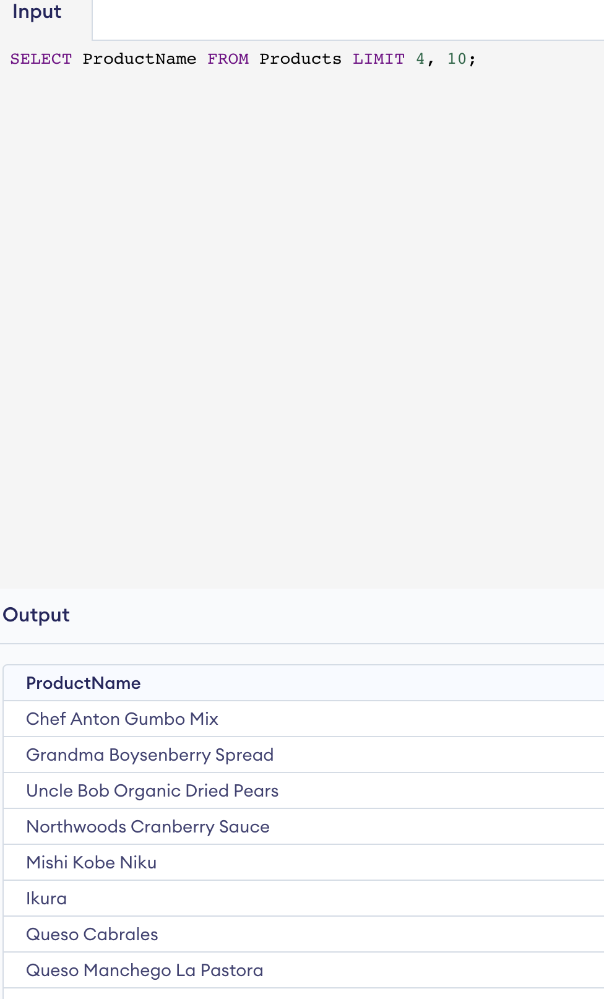 Input
SELECT ProductName FROM Products LIMIT 4, 10;
Output
ProductName
Chef Anton Gumbo Mix
Grandma Boysenberry Spread
Uncle Bob Organic Dried Pears
Northwoods Cranberry Sauce
Mishi Kobe Niku
Ikura
Queso Cabrales
Queso Manchego La Pastora